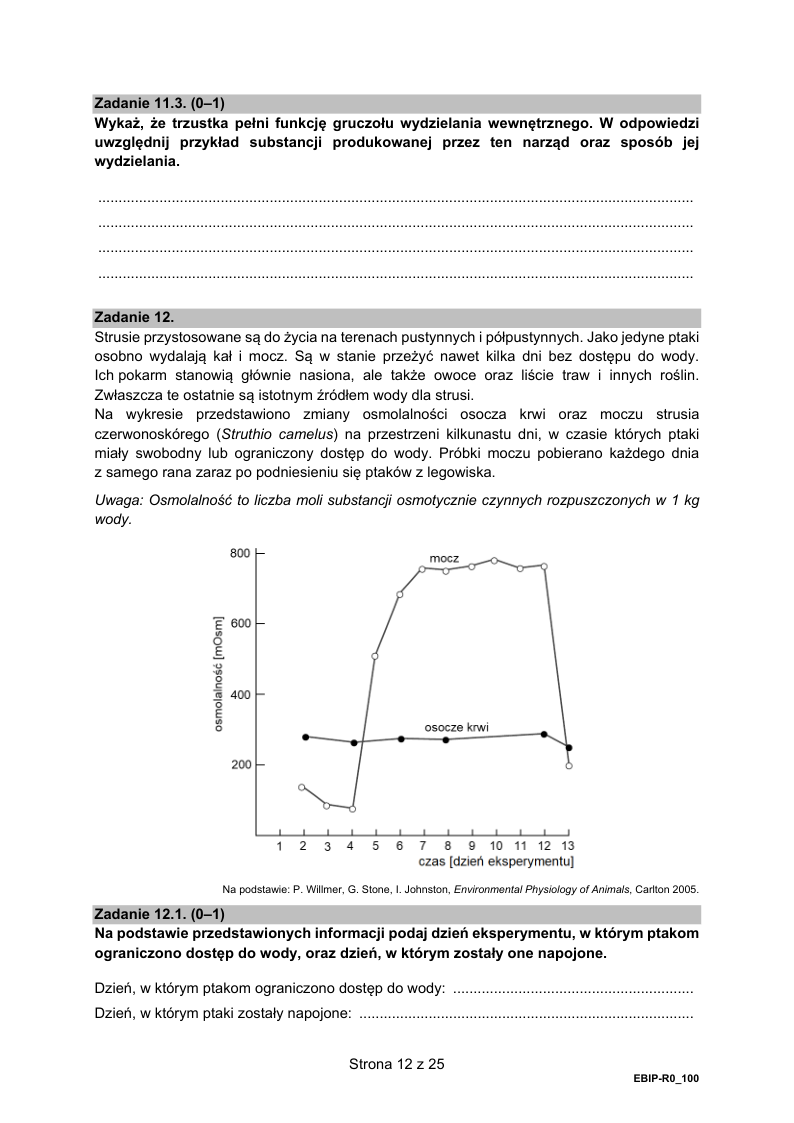 Zadanie 11.3. (0–1)
Wykaż, że trzustka pełni funkcję gruczołu wydzielania wewnętrznego. W odpowiedzi
uwzględnij przykład substancji produkowanej przez ten narząd oraz sposób jej
wydzielania.
....................................................................................................................................................
....................................................................................................................................................
....................................................................................................................................................
....................................................................................................................................................
Zadanie 12.
Strusie przystosowane są do życia na terenach pustynnych i półpustynnych. Jako jedyne ptaki
osobno wydalają kał i mocz. Są w stanie przeżyć nawet kilka dni bez dostępu do wody.
Ich pokarm stanowią głównie nasiona, ale także owoce oraz liście traw i innych roślin.
Zwłaszcza te ostatnie są istotnym źródłem wody dla strusi.
Na wykresie przedstawiono zmiany osmolalności osocza krwi oraz moczu strusia
czerwonoskórego (Struthio camelus) na przestrzeni kilkunastu dni, w czasie których ptaki
miały swobodny lub ograniczony dostęp do wody. Próbki moczu pobierano każdego dnia
z samego rana zaraz po podniesieniu się ptaków z legowiska.
Uwaga: Osmolalność to liczba moli substancji osmotycznie czynnych rozpuszczonych w 1 kg
wody.
800
mocz
600
osmolalność [mOsm]
400
osocze krwi
200
1 2 3 4 5 6 7 8 9 10 11 12 13
czas [dzień eksperymentu]
Na podstawie: P. Willmer, G. Stone, I. Johnston, Environmental Physiology of Animals, Carlton 2005.
Zadanie 12.1. (0–1)
Na podstawie przedstawionych informacji podaj dzień eksperymentu, w którym ptakom
ograniczono dostęp do wody, oraz dzień, w którym zostały one napojone.
Dzień, w którym ptakom ograniczono dostęp do wody: ...........................................................
Dzień, w którym ptaki zostały napojone: ..................................................................................
Strona 12 z 25
EBIP-R0_100